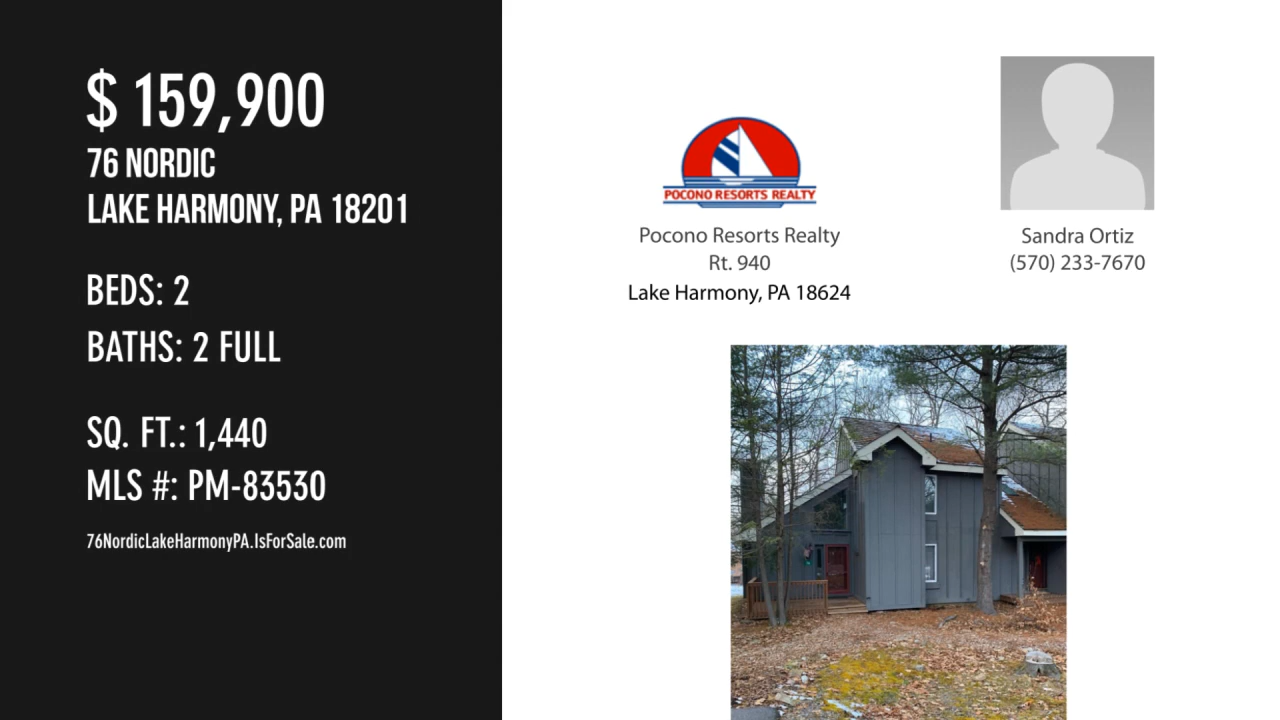 $ 159,900
76 NORDIC
LAKE HARMONY, PA 18201
BEDS: 2
BATHS: 2 FULL
SQ. FT.: 1,440
MLS #: PM-83530
76NordicLakeHarmonyPA.IsForSale.com
POCONO RESORTS REALTY
Pocono Resorts Realty
Rt. 940
Lake Harmony, PA 18624
Sandra Ortiz
(570) 233-7670